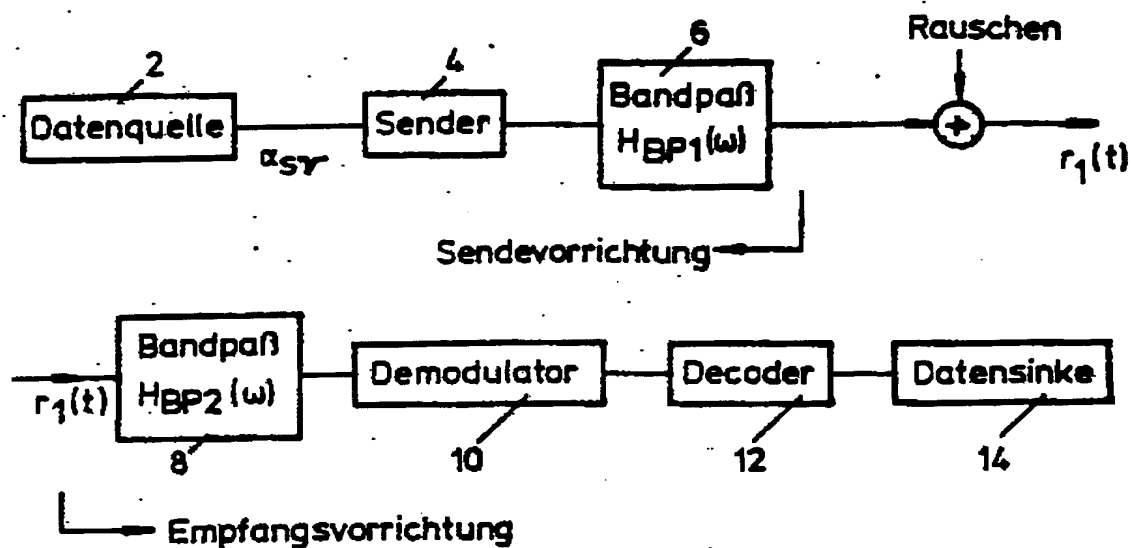 2
4
6
Rauschen
Datenquelle
Sender
Bandpaß
H_BP1(ω)
+
α_Sγ
r_1(t)
Sendevorrichtung
Bandpaß
H_BP2(ω)
Demodulator
Decoder
Datensinke
r_1(t)
8
10
12
14
Empfangsvorrichtung